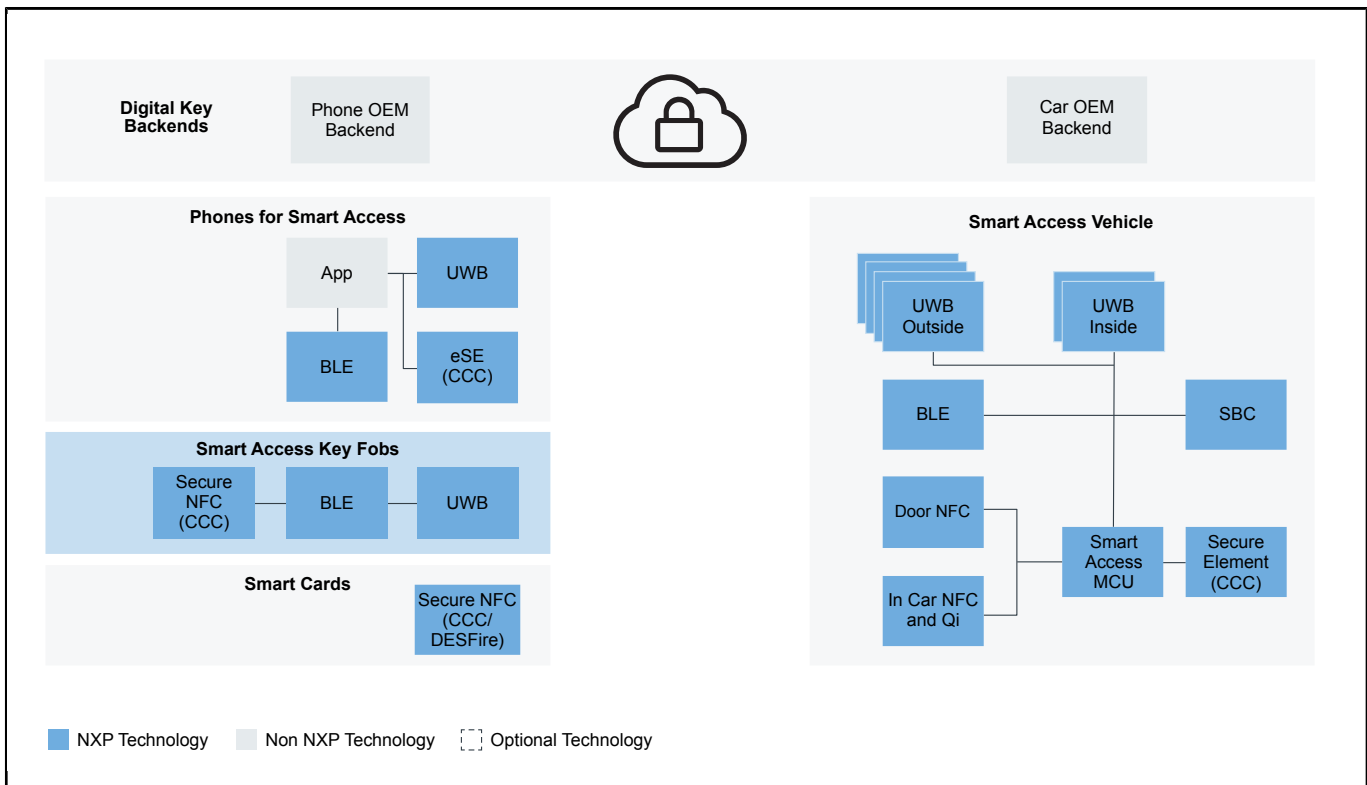 Digital Key
Backends
Phone OEM
Backend
Car OEM
Backend
Phones for Smart Access
App
UWB
BLE
eSE
(CCC)
Smart Access Key Fobs
Secure
NFC
(CCC)
BLE
UWB
Smart Cards
Secure NFC
(CCC/
DESFire)
Smart Access Vehicle
UWB
Outside
UWB
Inside
BLE
SBC
Door NFC
Smart
Access
MCU
Secure
Element
(CCC)
In Car NFC
and Qi
NXP Technology
Non NXP Technology
Optional Technology